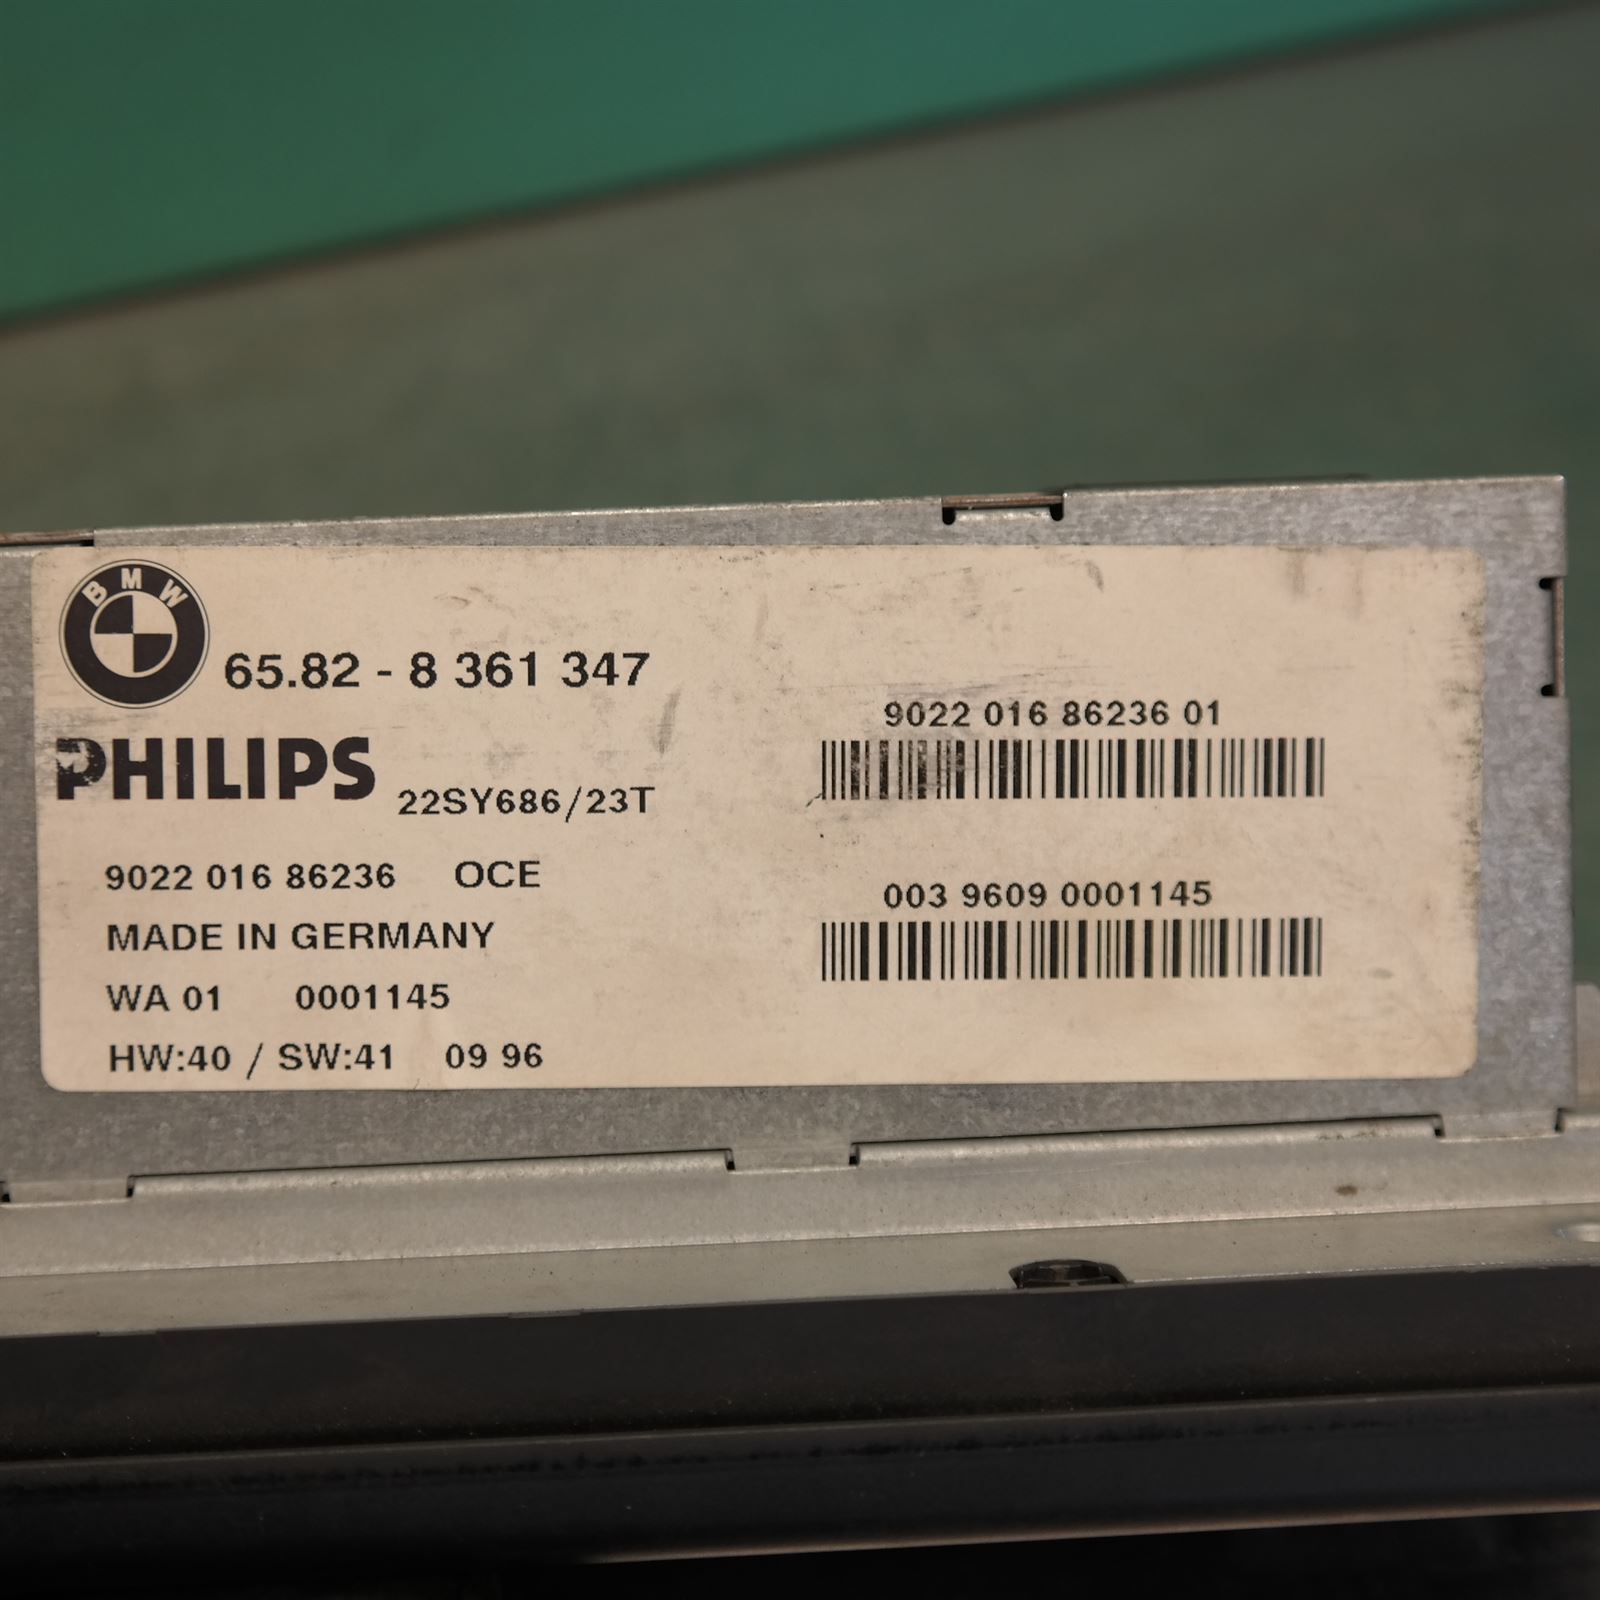 BMW
65.82 - 8 361 347
PHILIPS 22SY686/23T
9022 016 86236 OCE
MADE IN GERMANY
WA 01 0001145
HW:40 / SW:41 09 96
9022 016 86236 01
003 9609 0001145